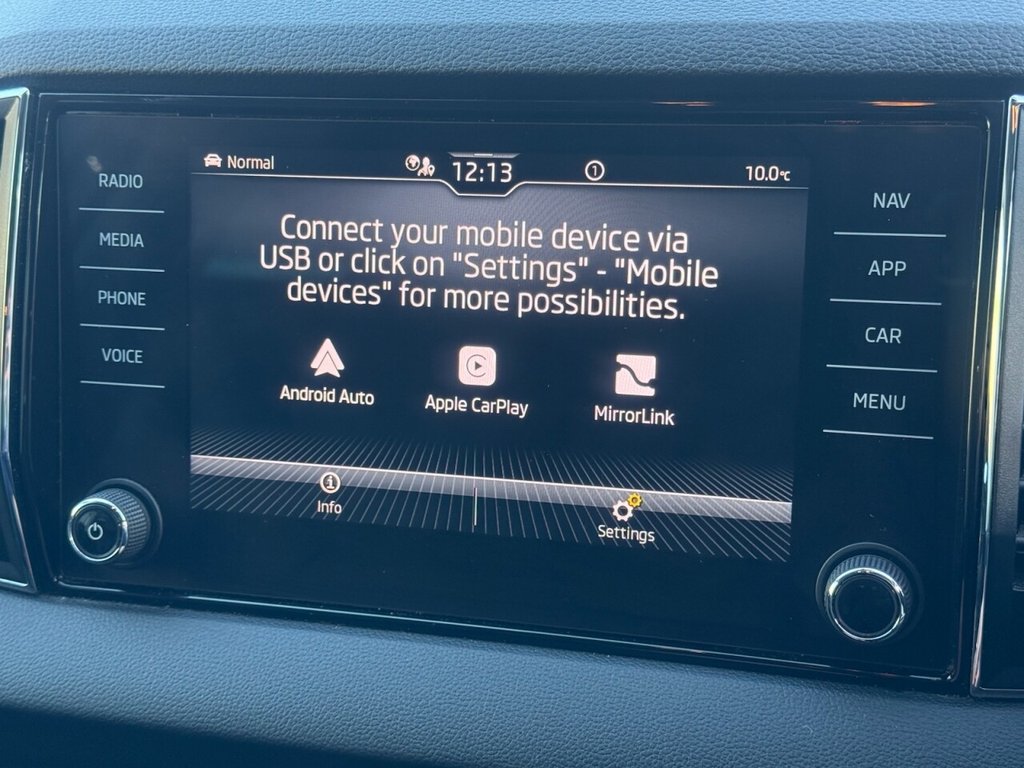 Normal
12:13
1
10.0°C
RADIO
MEDIA
PHONE
VOICE
Connect your mobile device via
USB or click on "Settings" - "Mobile
devices" for more possibilities.
Android Auto
Apple CarPlay
MirrorLink
Info
Settings
NAV
APP
CAR
MENU